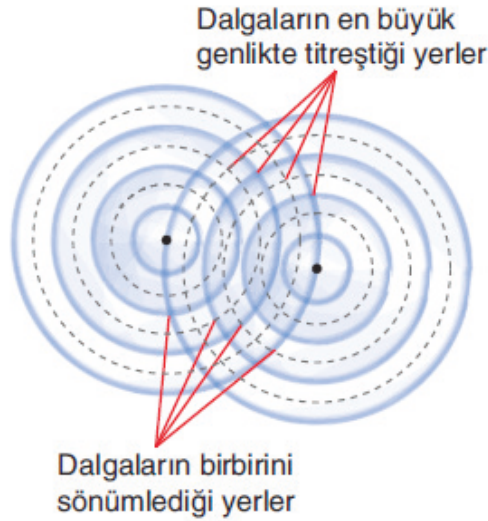 Dalgaların en büyük
genlikte titreştiği yerler
Dalgaların birbirini
sönümlediği yerler